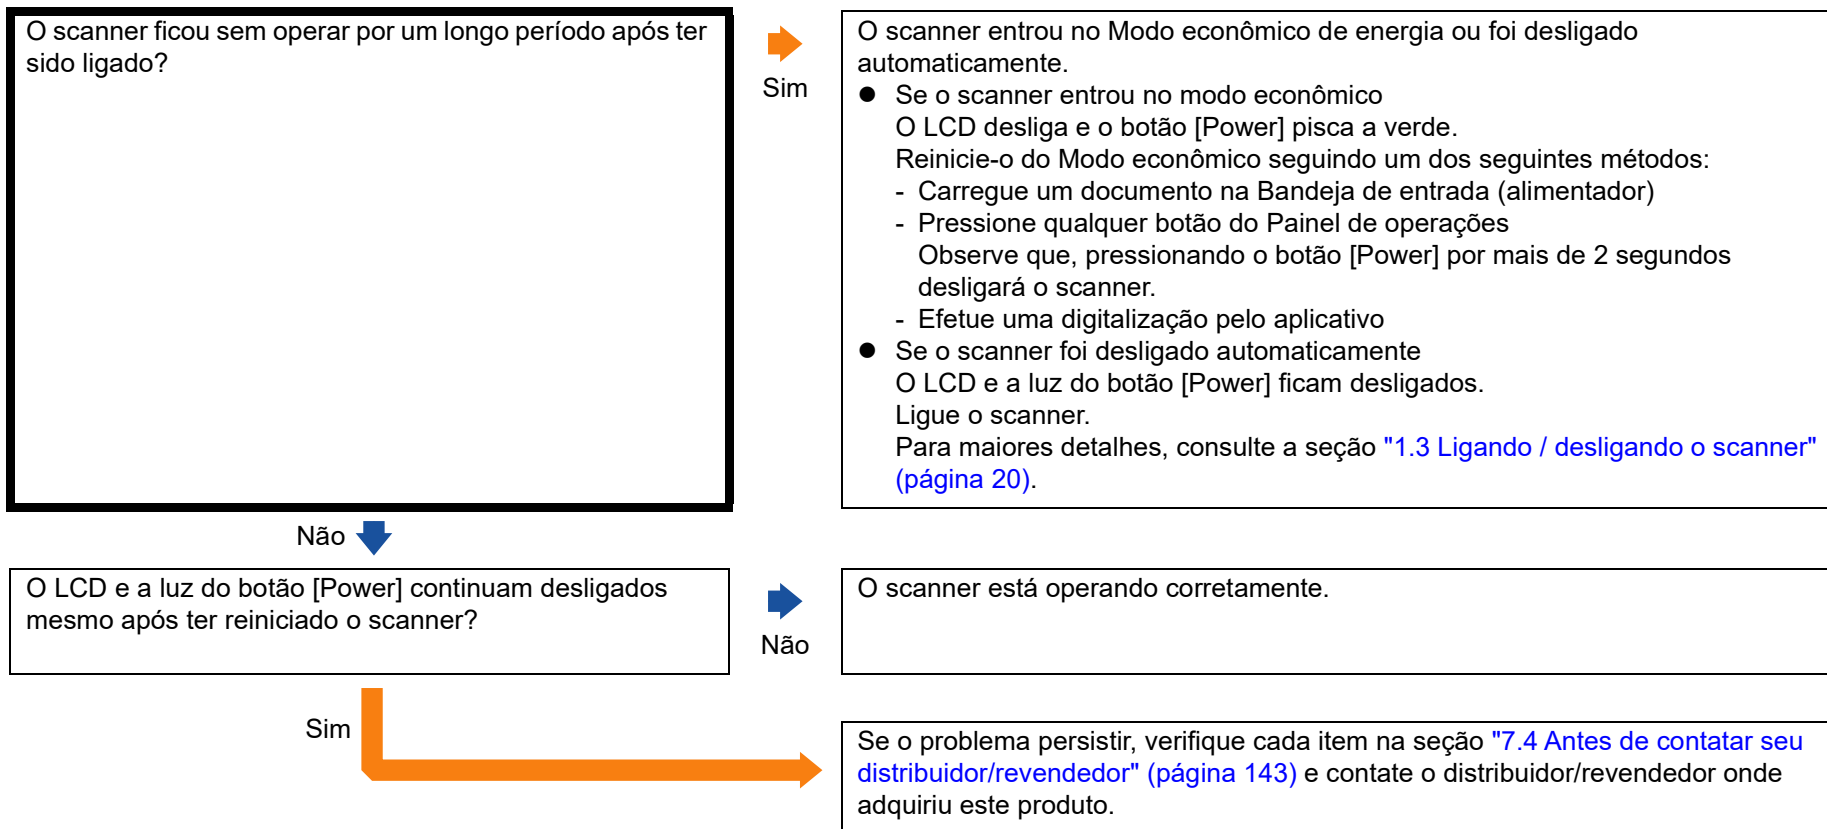 O scanner ficou sem operar por um longo período após ter
sido ligado?
Sim
O scanner entrou no Modo econômico de energia ou foi desligado
automaticamente.
● Se o scanner entrou no modo econômico
O LCD desliga e o botão [Power] pisca a verde.
Reinicie-o do Modo econômico seguindo um dos seguintes métodos:
- Carregue um documento na Bandeja de entrada (alimentador)
- Pressione qualquer botão do Painel de operações
Observe que, pressionando o botão [Power] por mais de 2 segundos
desligará o scanner.
- Efetue uma digitalização pelo aplicativo
● Se o scanner foi desligado automaticamente
O LCD e a luz do botão [Power] ficam desligados.
Ligue o scanner.
Para maiores detalhes, consulte a seção "1.3 Ligando / desligando o scanner"
(página 20).
Não
O LCD e a luz do botão [Power] continuam desligados
mesmo após ter reiniciado o scanner?
Não
O scanner está operando corretamente.
Sim
Se o problema persistir, verifique cada item na seção "7.4 Antes de contatar seu
distribuidor/revendedor" (página 143) e contate o distribuidor/revendedor onde
adquiriu este produto.